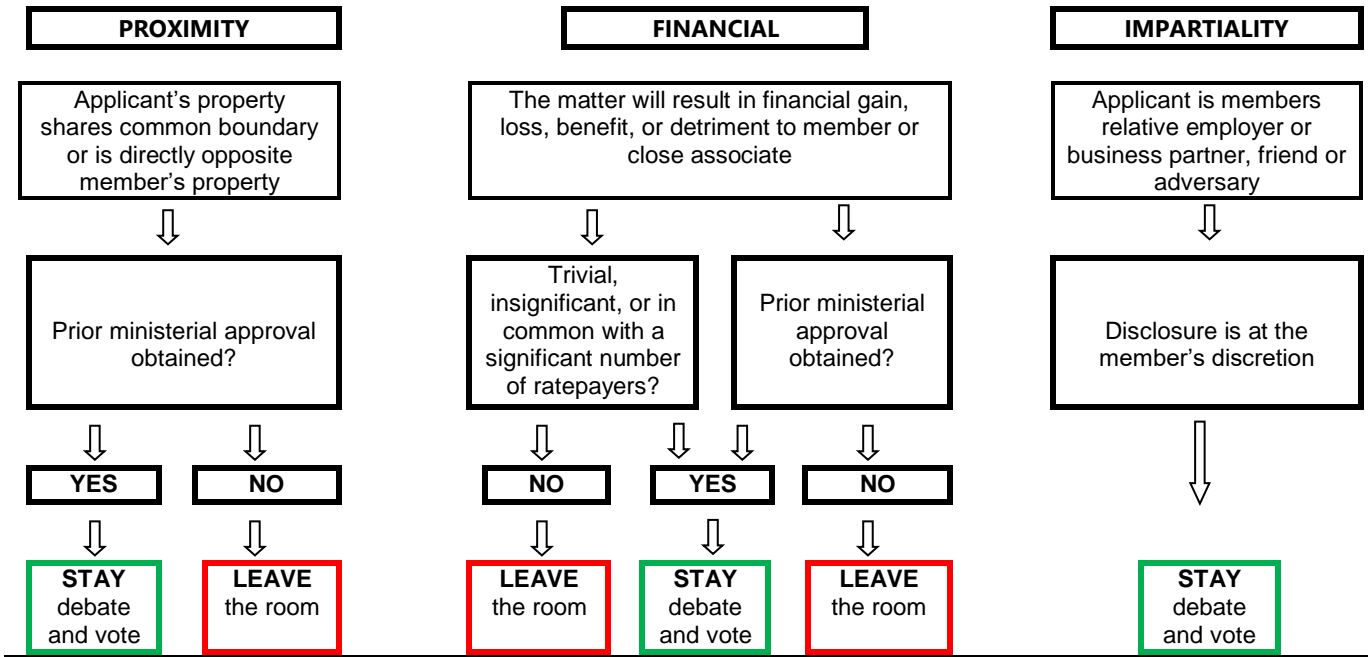 PROXIMITY
FINANCIAL
IMPARTIALITY
Applicant's property
shares common boundary
or is directly opposite
member's property
The matter will result in financial gain,
loss, benefit, or detriment to member or
close associate
Applicant is members
relative employer or
business partner, friend or
adversary
Prior ministerial approval
obtained?
Trivial,
insignificant, or in
common with a
significant number
of ratepayers?
Prior ministerial
approval
obtained?
Disclosure is at the
member's discretion
YES
NO
NO
YES
NO
STAY
debate
and vote
LEAVE
the room
LEAVE
the room
STAY
debate
and vote
LEAVE
the room
STAY
debate
and vote